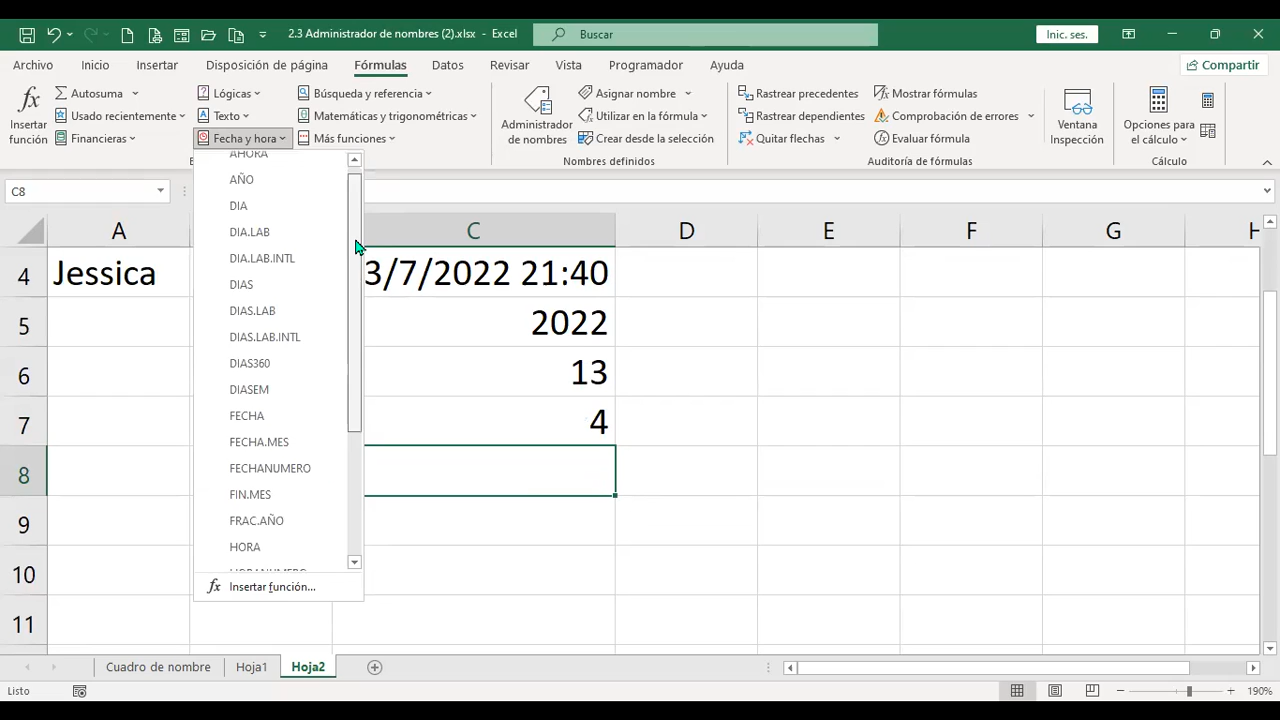 2.3 Administrador de nombres (2).xlsx - Excel
Buscar
Inic. ses.
Archivo Inicio Insertar Disposición de página Fórmulas Datos Revisar Vista Programador Ayuda
Compartir
Insertar función
Autosuma
Usado recientemente
Financieras
Lógicas
Texto
Fecha y hora
Búsqueda y referencia
Matemáticas y trigonométricas
Más funciones
Administrador de nombres
Asignar nombre
Utilizar en la fórmula
Crear desde la selección
Nombres definidos
Rastrear precedentes
Rastrear dependientes
Quitar flechas
Mostrar fórmulas
Comprobación de errores
Evaluar fórmula
Auditoría de fórmulas
Ventana Inspección
Opciones para el cálculo
Cálculo
C8
AHORA
AÑO
DIA
DIA.LAB
DIA.LAB.INTL
DIAS
DIAS.LAB
DIAS.LAB.INTL
DIAS360
DIASEM
FECHA
FECHA.MES
FECHANUMERO
FIN.MES
FRAC.AÑO
HORA
HORANUMERO
fx Insertar función...
A C D E F G H
4 Jessica 3/7/2022 21:40
5 2022
6 13
7 4
8
9
10
11
Cuadro de nombre Hoja1 Hoja2
Listo
190%